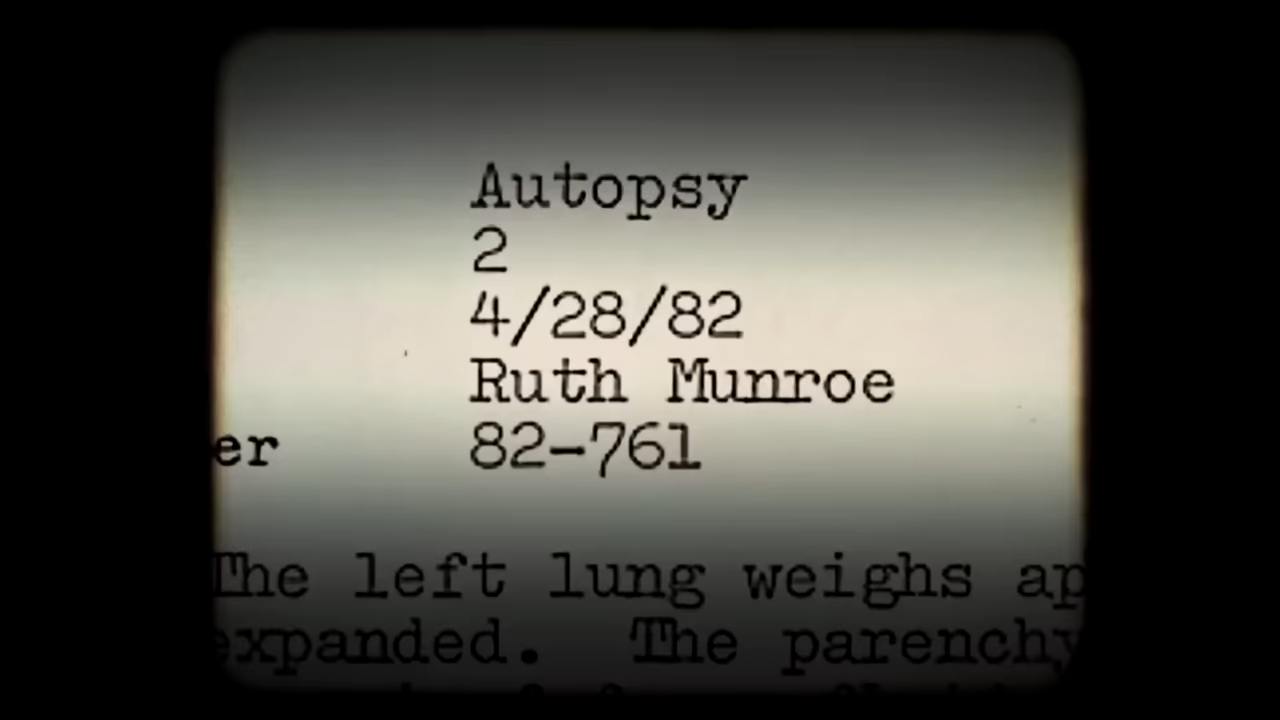 Autopsy
2
4/28/82
Ruth Munroe
er 82-761
The left lung weighs ap
expanded. The parenchy